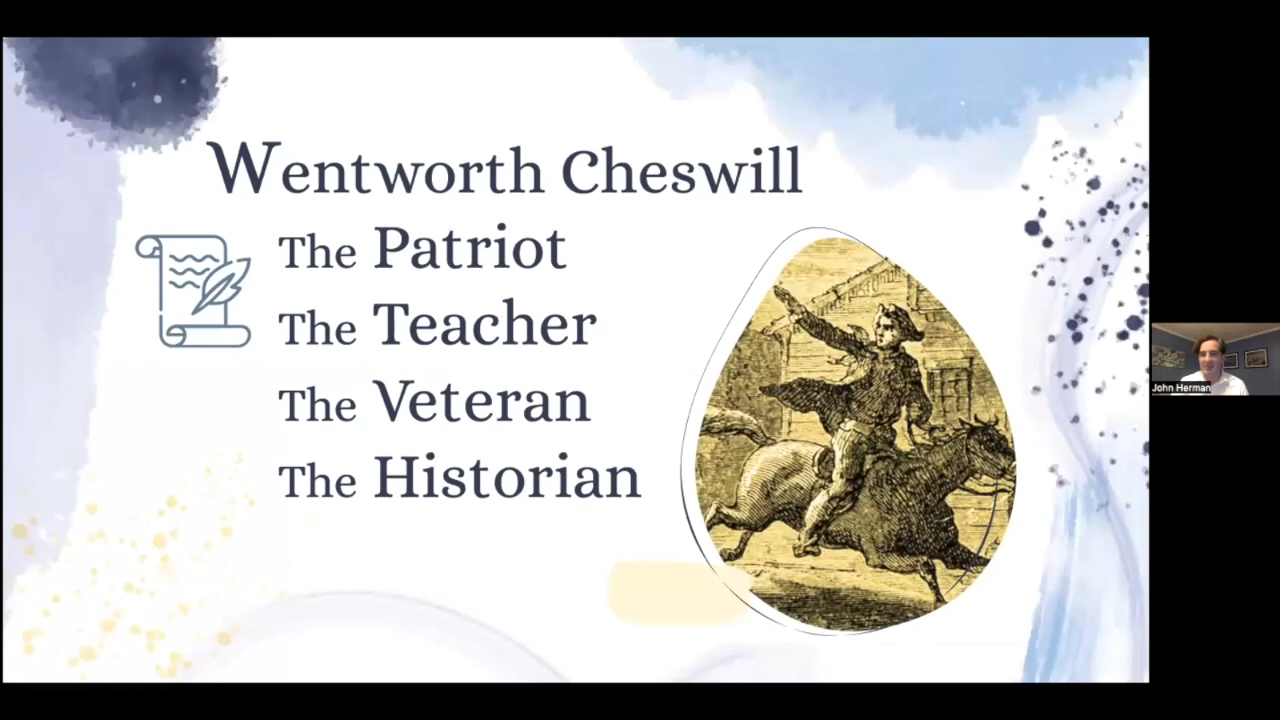 Wentworth Cheswill
The Patriot
The Teacher
The Veteran
The Historian
John Herman